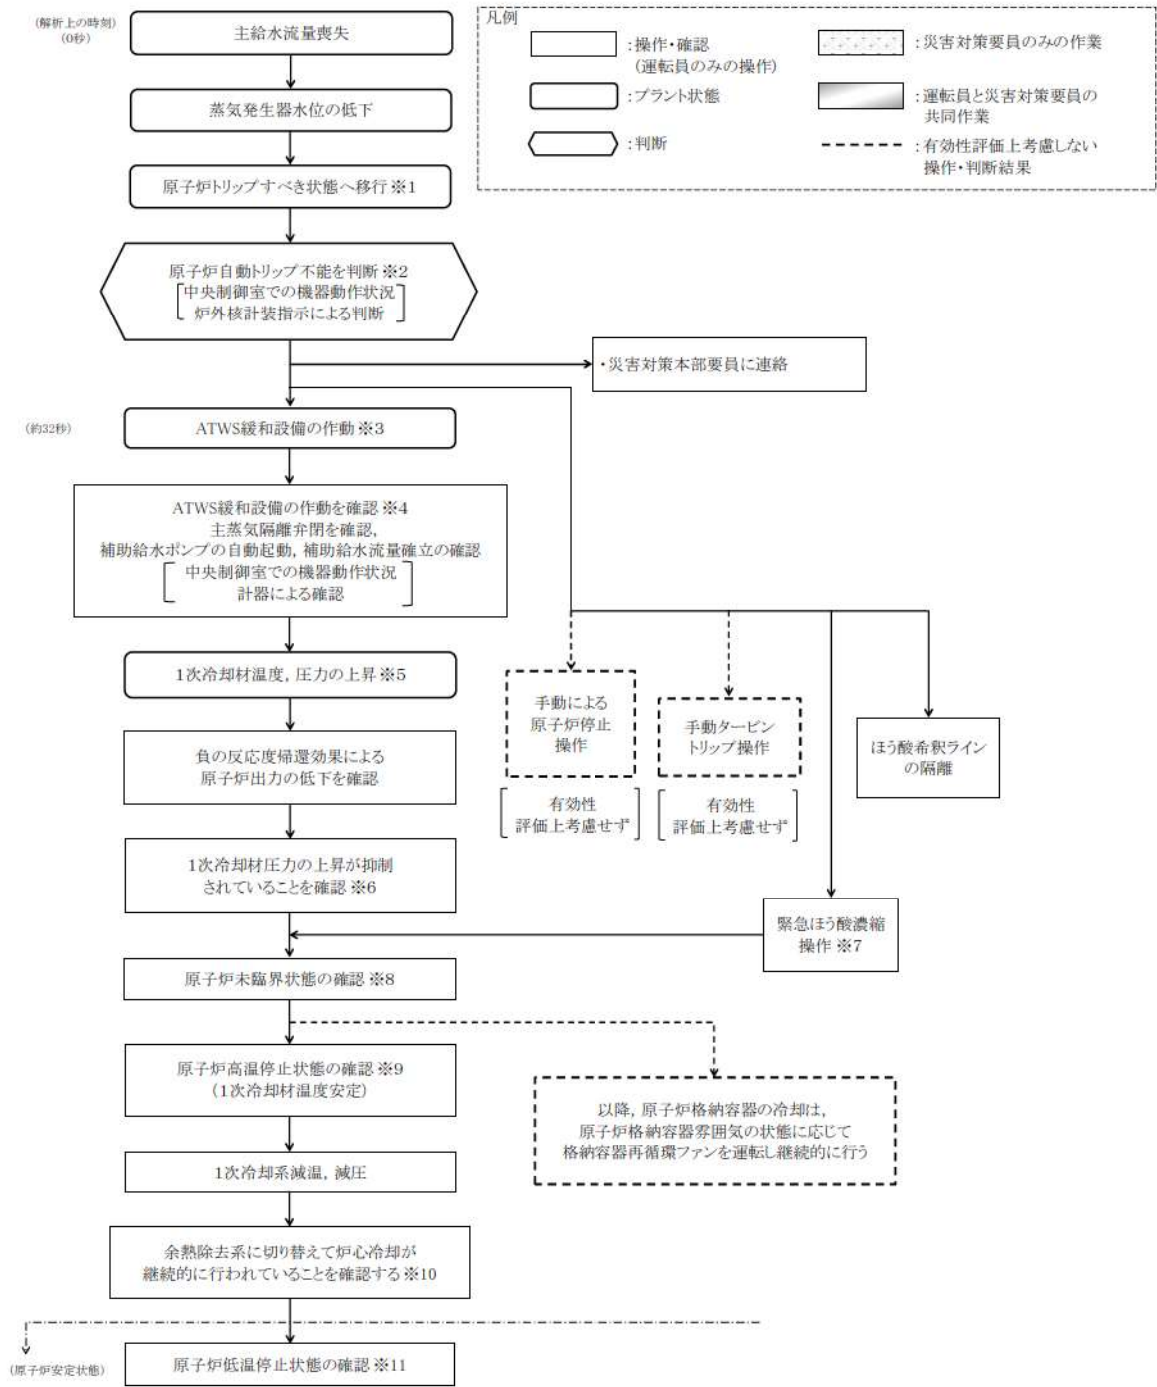 (解析上の時刻)
(0秒)
主給水流量喪失
蒸気発生器水位の低下
原子炉トリップすべき状態へ移行※1
原子炉自動トリップ不能を判断※2
中央制御室での機器動作状況
炉外核計装指示による判断
凡例
:操作・確認
(運転員のみの操作)
:プラント状態
:判断
:災害対策要員のみの作業
:運転員と災害対策要員の
共同作業
:有効性評価上考慮しない
操作・判断結果
・災害対策本部要員に連絡
(約32秒)
ATWS緩和設備の作動※3
ATWS緩和設備の作動を確認※4
主蒸気隔離弁閉を確認,
補助給水ポンプの自動起動, 補助給水流量確立の確認
中央制御室での機器動作状況
計器による確認
1次冷却材温度, 圧力の上昇※5
負の反応度帰還効果による
原子炉出力の低下を確認
1次冷却材圧力の上昇が抑制
されていることを確認※6
手動による
原子炉停止
操作
有効性
評価上考慮せず
手動タービン
トリップ操作
有効性
評価上考慮せず
ほう酸希釈ライン
の隔離
緊急ほう酸濃縮
操作※7
原子炉未臨界状態の確認※8
原子炉高温停止状態の確認※9
(1次冷却材温度安定)
以降, 原子炉格納容器の冷却は,
原子炉格納容器雰囲気の状態に応じて
格納容器再循環ファンを運転し継続的に行う
1次冷却系減温, 減圧
余熱除去系に切り替えて炉心冷却が
継続的に行われていることを確認する※10
(原子炉安定状態)
原子炉低温停止状態の確認※11